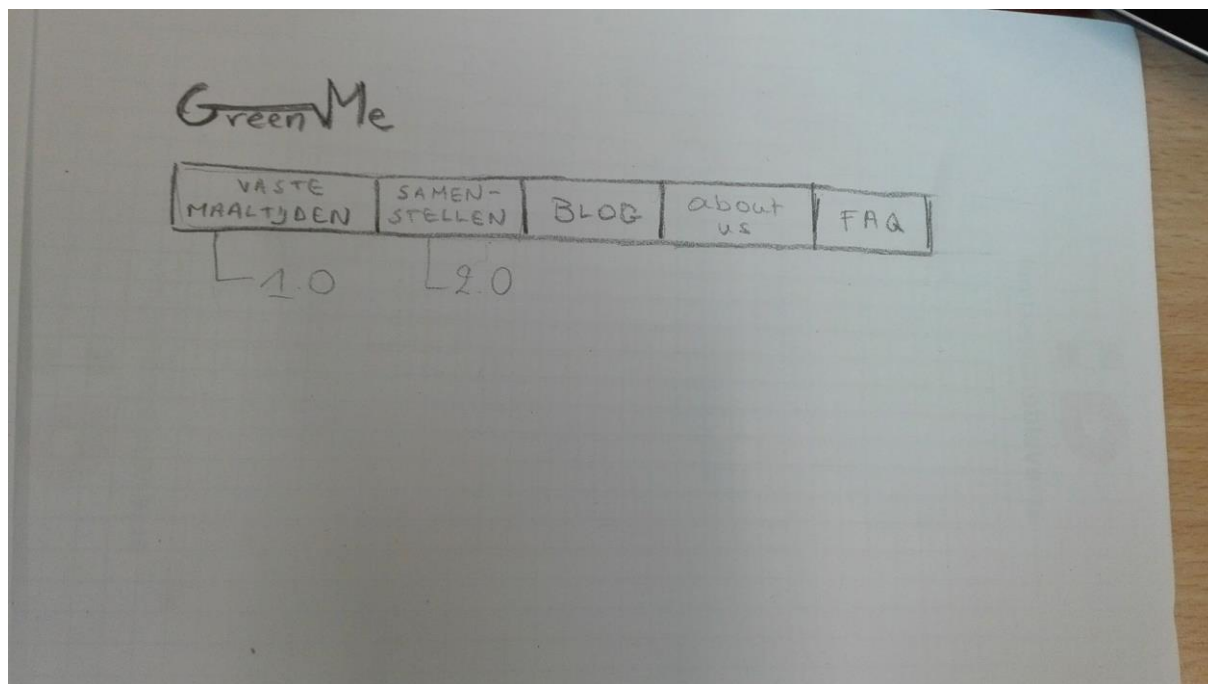 GreenMe
VASTE
MAALTIJDEN
SAMEN-
STELLEN
BLOG
about
us
FAQ
1.0
2.0